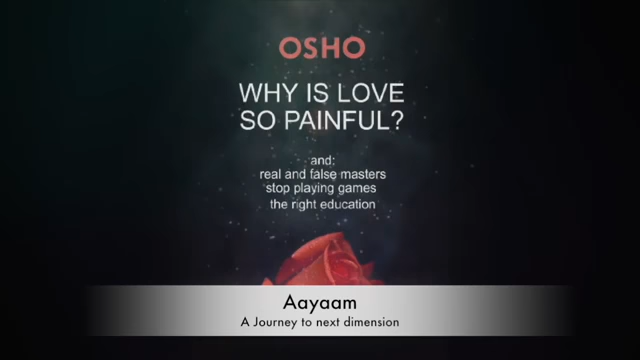 OSHO
WHY IS LOVE
SO PAINFUL?
and:
real and false masters
stop playing games
the right education
Aayaam
A Journey to next dimension